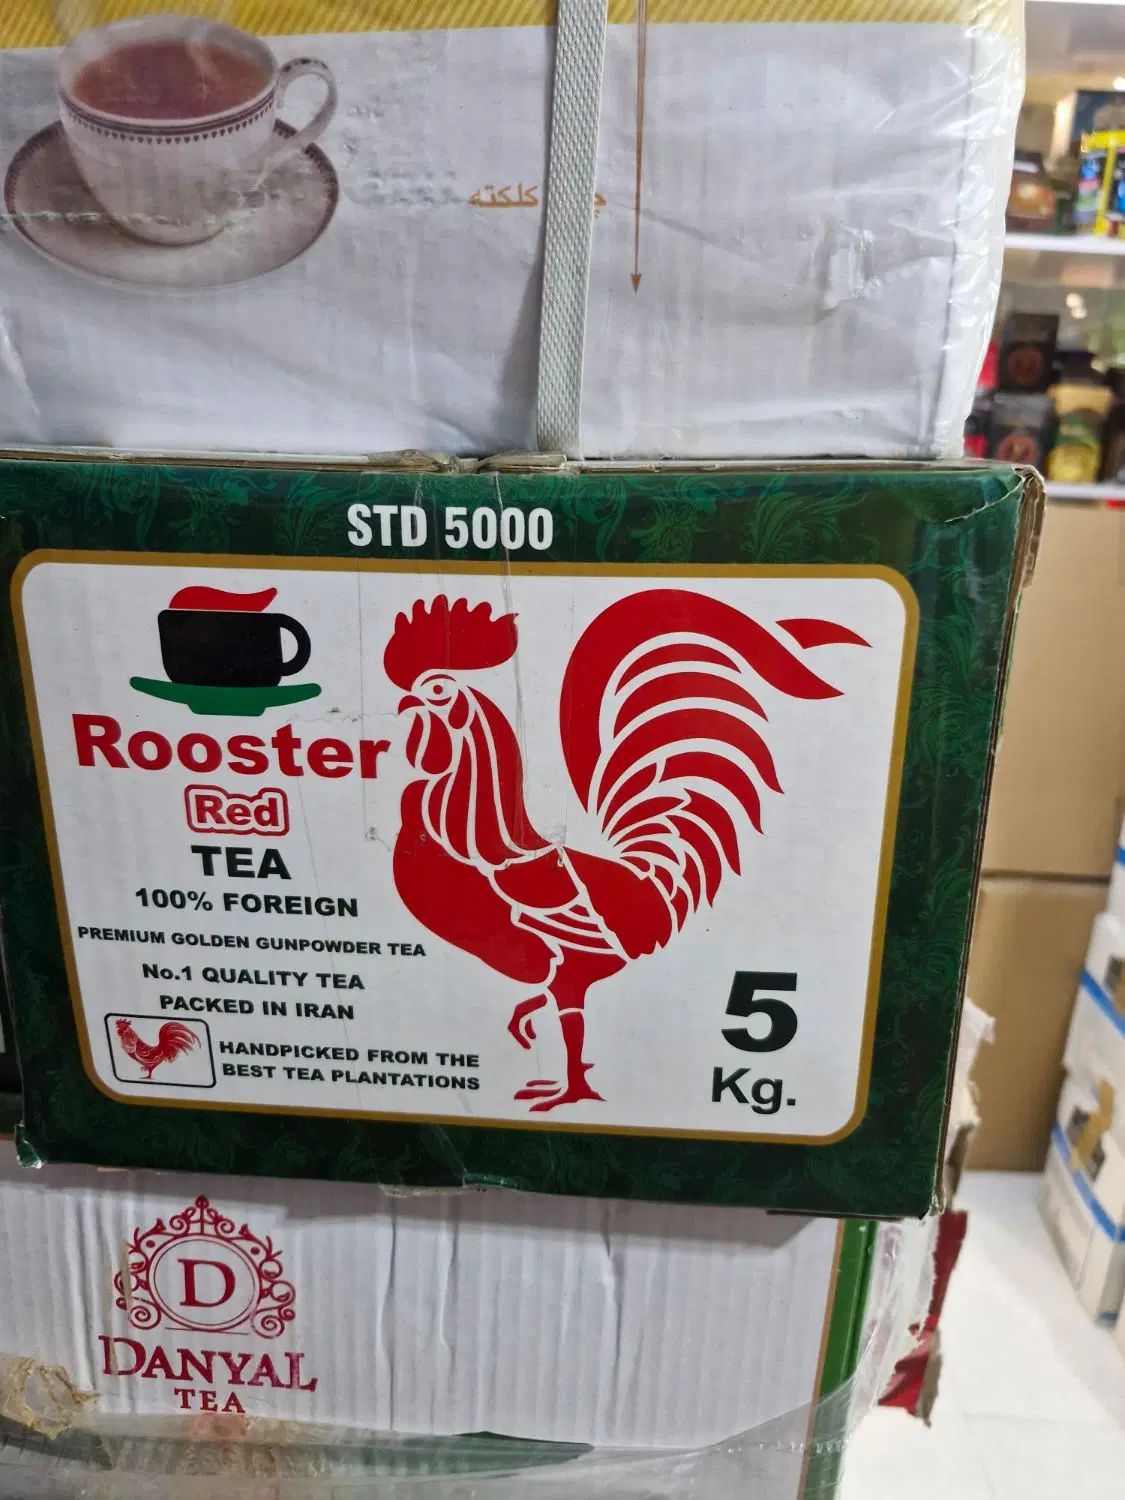 کلکته
STD 5000
Rooster
Red
TEA
100% FOREIGN
PREMIUM GOLDEN GUNPOWDER TEA
No.1 QUALITY TEA
PACKED IN IRAN
HANDPICKED FROM THE
BEST TEA PLANTATIONS
5
Kg.
D
DANYAL
TEA